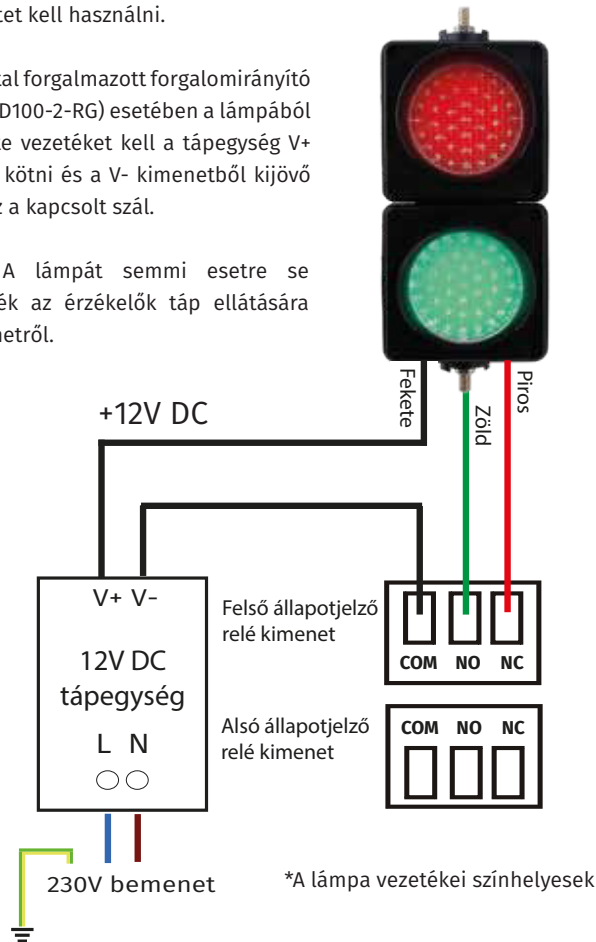 tet kell használni.
tal forgalmazott forgalomirányító
D100-2-RG) esetében a lámpából
te vezetéket kell a tápegység V+
kötni és a V- kimenetből kijövő
z a kapcsolt szál.
A lámpát semmi esetre se
ék az érzékelők táp ellátására
netről.
Fekete
Zöld
Piros
+12V DC
V+ V-
12V DC
tápegység
L N
230V bemenet
Felső állapotjelző
relé kimenet
COM NO NC
Alsó állapotjelző
relé kimenet
COM NO NC
*A lámpa vezetékei színhelyesek